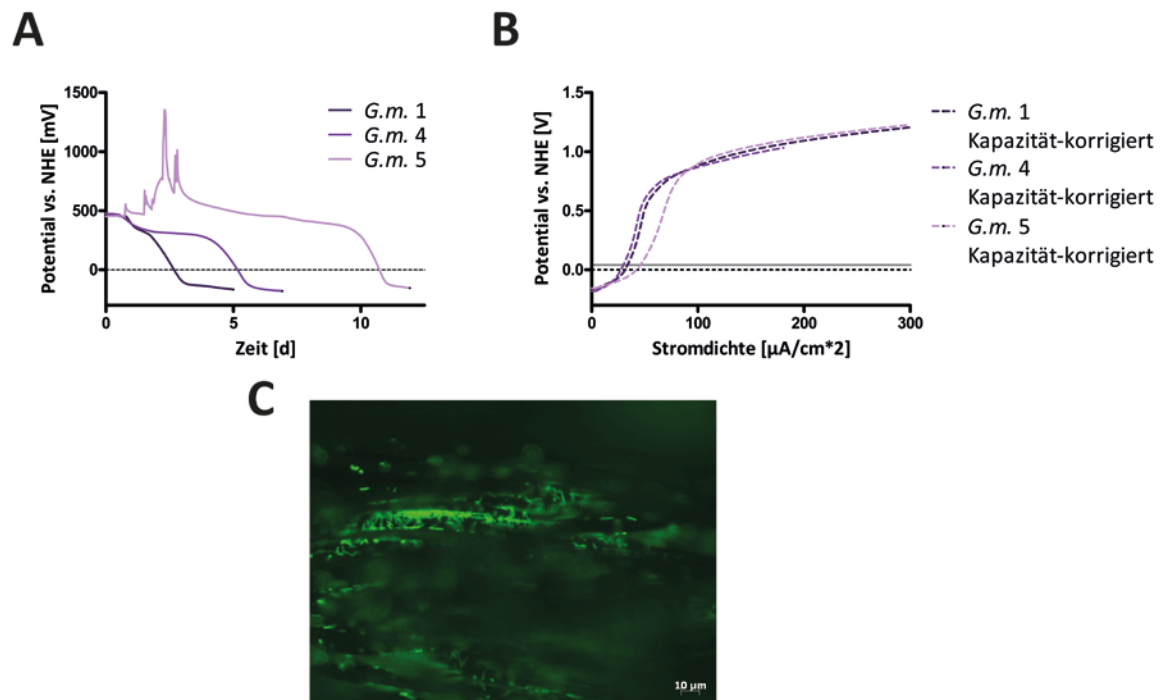 A
Potential vs. NHE [mV]
1500
1000
500
0
0
5
10
Zeit [d]
G.m. 1
G.m. 4
G.m. 5
B
Potential vs. NHE [V]
1.5
1.0
0.5
0.0
0
100
200
300
Stromdichte [µA/cm*2]
G.m. 1
Kapazität-korrigiert
G.m. 4
Kapazität-korrigiert
G.m. 5
Kapazität-korrigiert
C
10 µm